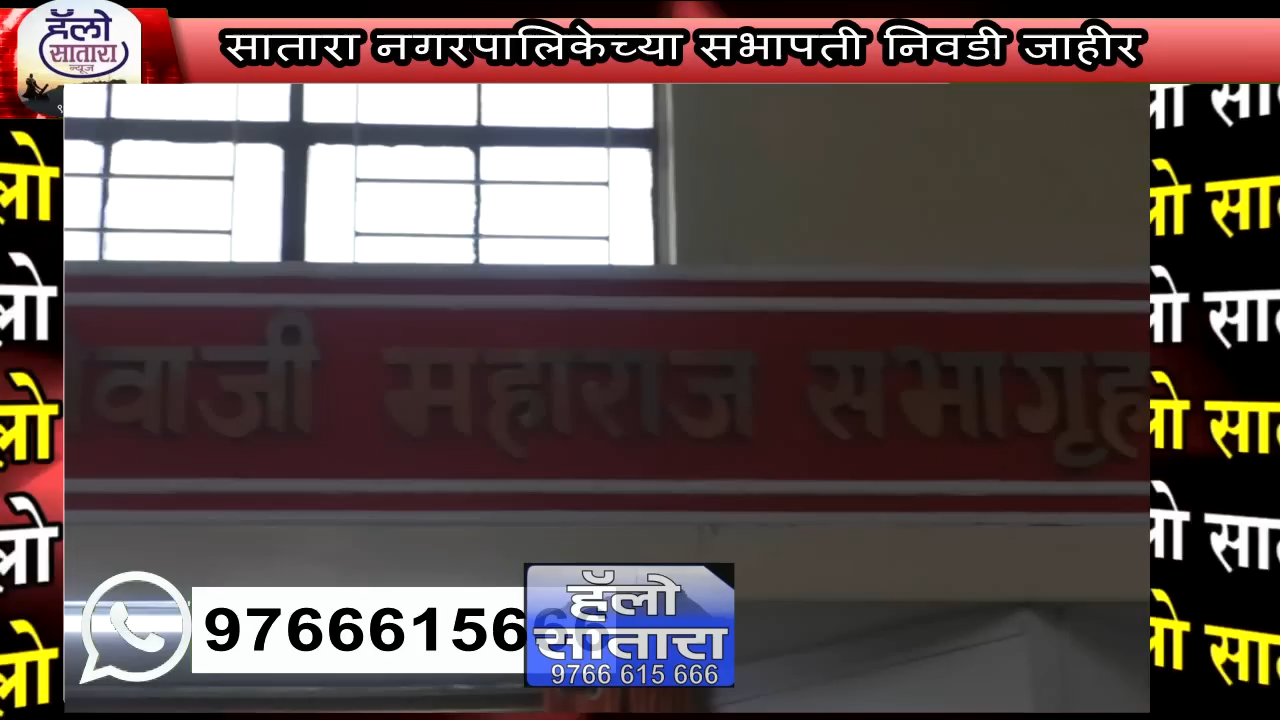 हॅलो
सातारा
न्यूज
सातारा नगरपालिकेच्या सभापती निवडी जाहीर
वाजी महाराज सभागृह
9766615666
हॅलो
सातारा
9766 615 666